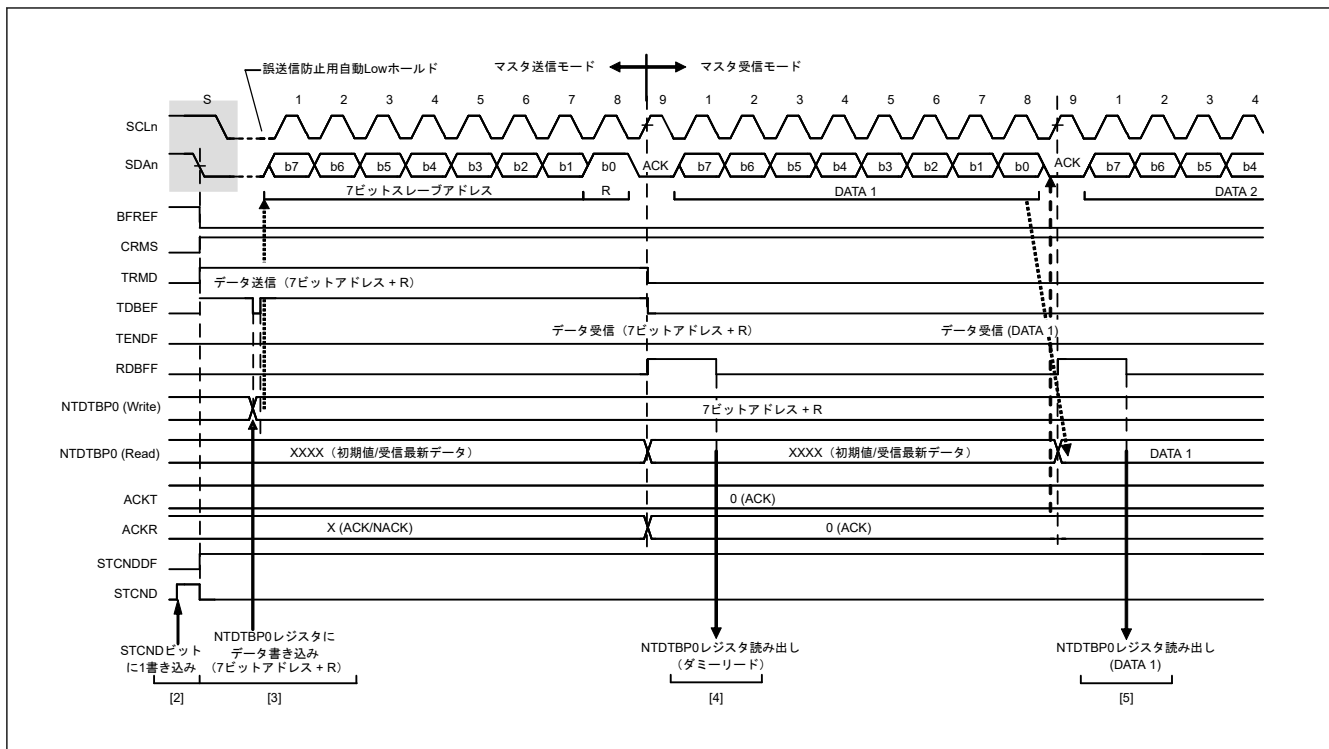 誤送信防止用自動Lowホールド
マスタ送信モード
マスタ受信モード
S 1 2 3 4 5 6 7 8 9 1 2 3 4 5 6 7 8 9 1 2 3 4
SCLn
SDAn b7 b6 b5 b4 b3 b2 b1 b0 ACK b7 b6 b5 b4 b3 b2 b1 b0 ACK b7 b6 b5 b4
7ビットスレーブアドレス R DATA 1 DATA 2
BFREF
CRMS
TRMD
データ送信（7ビットアドレス + R）
TDBEF
データ受信（7ビットアドレス + R） データ受信 (DATA 1)
TENDF
RDBFF
NTDTBP0 (Write) 7ビットアドレス + R
NTDTBP0 (Read) XXXX（初期値/受信最新データ） XXXX（初期値/受信最新データ） DATA 1
ACKT 0 (ACK)
ACKR X (ACK/NACK) 0 (ACK)
STCNDDF
STCND
STCNDビット
に1書き込み
NTDTBP0レジスタに
データ書き込み
（7ビットアドレス + R）
NTDTBP0レジスタ読み出し
（ダミーリード）
NTDTBP0レジスタ読み出し
(DATA 1)
[2] [3] [4] [5]